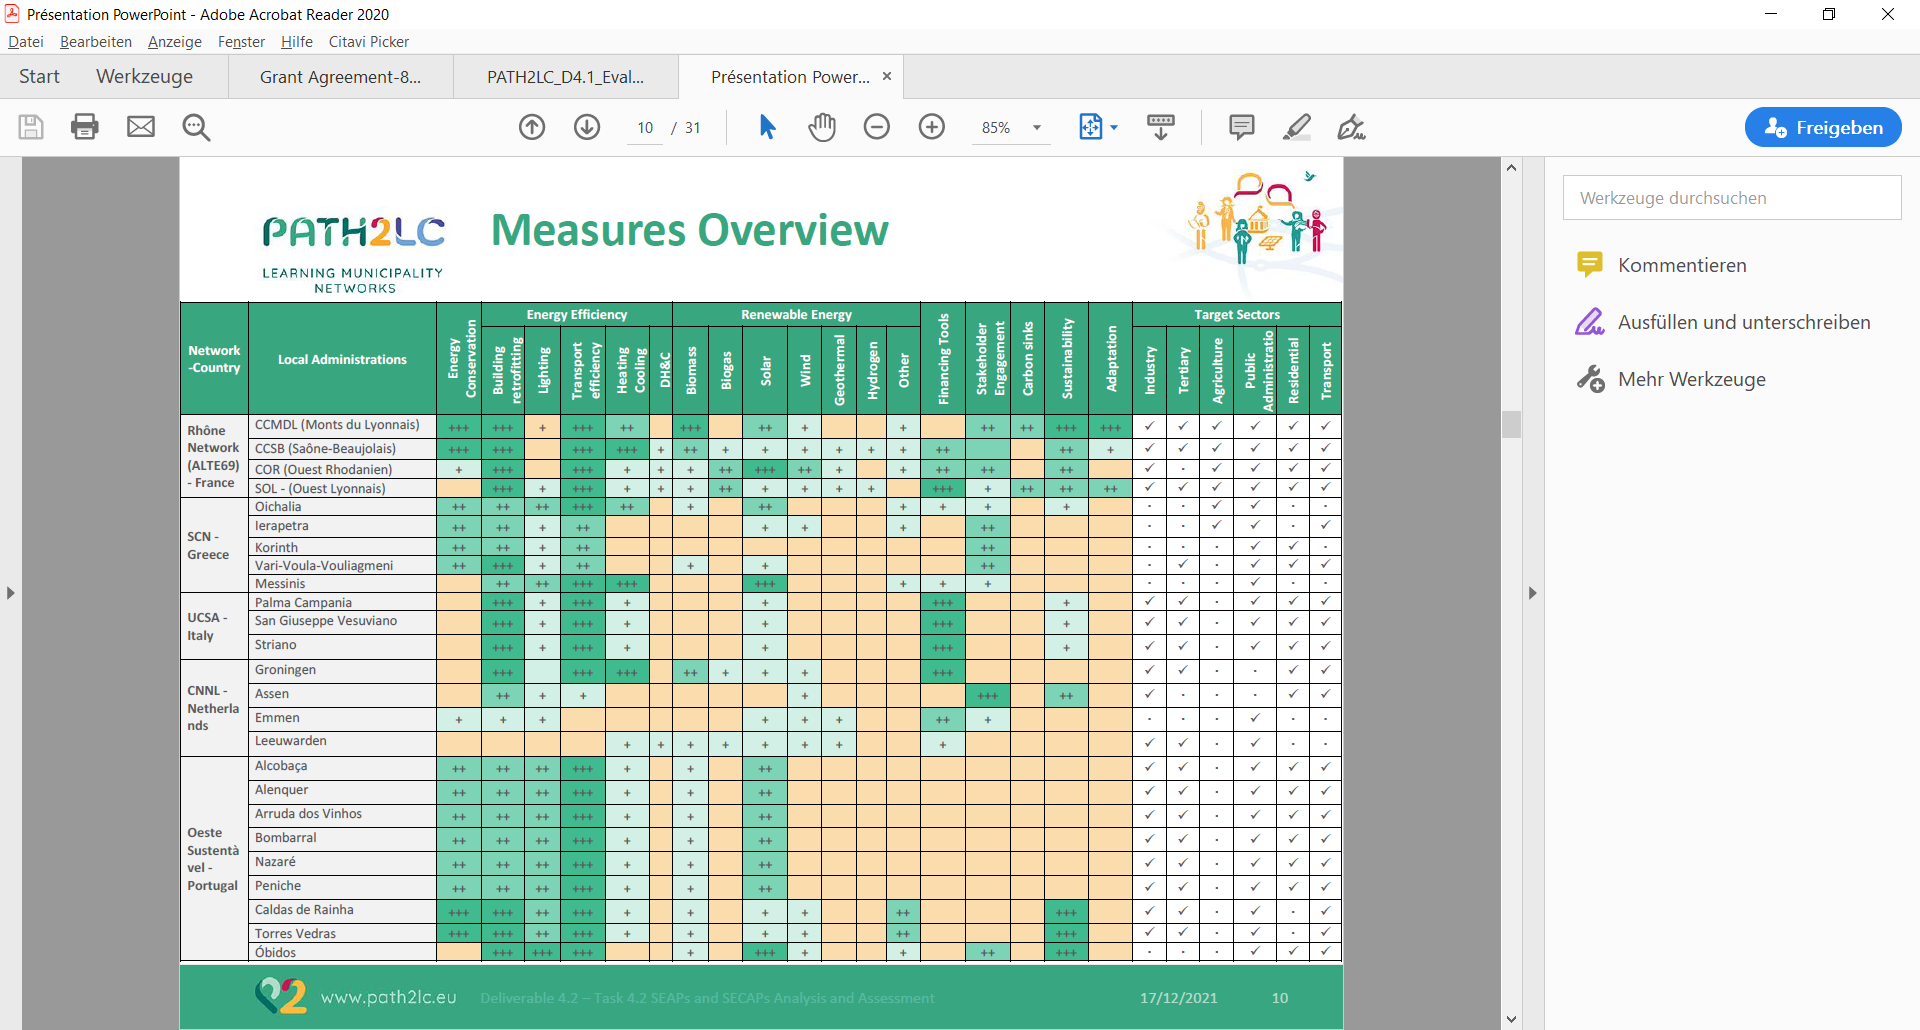 Présentation PowerPoint - Adobe Acrobat Reader 2020
Datei Bearbeiten Anzeige Fenster Hilfe Citavi Picker
Start Werkzeuge Grant Agreement-8... PATH2LC_D4.1_Eval... Présentation Power... ×
10 / 31 85% Freigeben
Werkzeuge durchsuchen
Kommentieren
Ausfüllen und unterschreiben
Mehr Werkzeuge
PATH2LC Measures Overview
LEARNING MUNICIPALITY
NETWORKS
Network -Country Local Administrations Energy Conservation Energy Efficiency Renewable Energy Financing Tools Stakeholder Engagement Carbon sinks Sustainability Adaptation Target Sectors
Building retrofitting Lighting Transport efficiency Heating Cooling DH&C Biomass Biogas Solar Wind Geothermal Hydrogen Other Industry Tertiary Agriculture Public Administratio Residential Transport
Rhône Network (ALTE69) - France
CCMDL (Monts du Lyonnais) +++ +++ + +++ ++ +++ ++ + + ++ ++ +++ +++ ✓ ✓ ✓ ✓ ✓ ✓
CCSB (Saône-Beaujolais) +++ +++ +++ +++ + ++ + + + + + + ++ ++ + ✓ ✓ ✓ ✓ ✓ ✓
COR (Ouest Rhodanien) + +++ +++ + + + ++ +++ ++ + + ++ ++ ++ ✓ - ✓ ✓ ✓ ✓
SOL - (Ouest Lyonnais) +++ + +++ + + + ++ + + + + +++ + ++ ++ ++ ✓ ✓ ✓ ✓ ✓ ✓
SCN - Greece
Oichalia ++ ++ ++ +++ ++ + ++ + + + + - - ✓ ✓ - -
Ierapetra ++ ++ + ++ + + + ++ - - ✓ ✓ - ✓
Korinth ++ ++ + ++ ++ - - - ✓ ✓ -
Vari-Voula-Vouliagmeni ++ +++ + ++ + + ++ - ✓ - ✓ ✓ ✓
Messinis ++ ++ +++ +++ +++ + + + - - - ✓ - -
UCSA - Italy
Palma Campania +++ + +++ + + +++ + ✓ ✓ - ✓ ✓ ✓
San Giuseppe Vesuviano +++ + +++ + + +++ + ✓ ✓ - ✓ ✓ ✓
Striano +++ + +++ + + +++ + ✓ ✓ - ✓ ✓ ✓
CNNL - Netherla nds
Groningen +++ +++ +++ ++ + + + +++ ✓ ✓ - - ✓ ✓
Assen ++ + + + +++ ++ ✓ - - - ✓ ✓
Emmen + + + + + + ++ + - - - ✓ - -
Leeuwarden + + + + + + + + ✓ ✓ - ✓ - -
Oeste Sustentà vel - Portugal
Alcobaça ++ ++ ++ +++ + + ++ ✓ ✓ - ✓ ✓ ✓
Alenquer ++ ++ ++ +++ + + ++ ✓ ✓ - ✓ ✓ ✓
Arruda dos Vinhos ++ ++ ++ +++ + + ++ ✓ ✓ - ✓ ✓ ✓
Bombarral ++ ++ ++ +++ + + ++ ✓ ✓ - ✓ ✓ ✓
Nazaré ++ ++ ++ +++ + + ++ ✓ ✓ - ✓ ✓ ✓
Peniche ++ ++ ++ +++ + + ++ ✓ ✓ - ✓ ✓ ✓
Caldas de Rainha +++ +++ ++ +++ + + + + ++ +++ ✓ ✓ - ✓ - ✓
Torres Vedras +++ +++ ++ +++ + + + + ++ +++ ✓ ✓ - ✓ - ✓
Óbidos +++ +++ +++ + +++ + + ++ +++ - - - ✓ ✓ ✓
2 www.path2lc.eu Deliverable 4.2 – Task 4.2 SEAPs and SECAPs Analysis and Assessment 17/12/2021 10